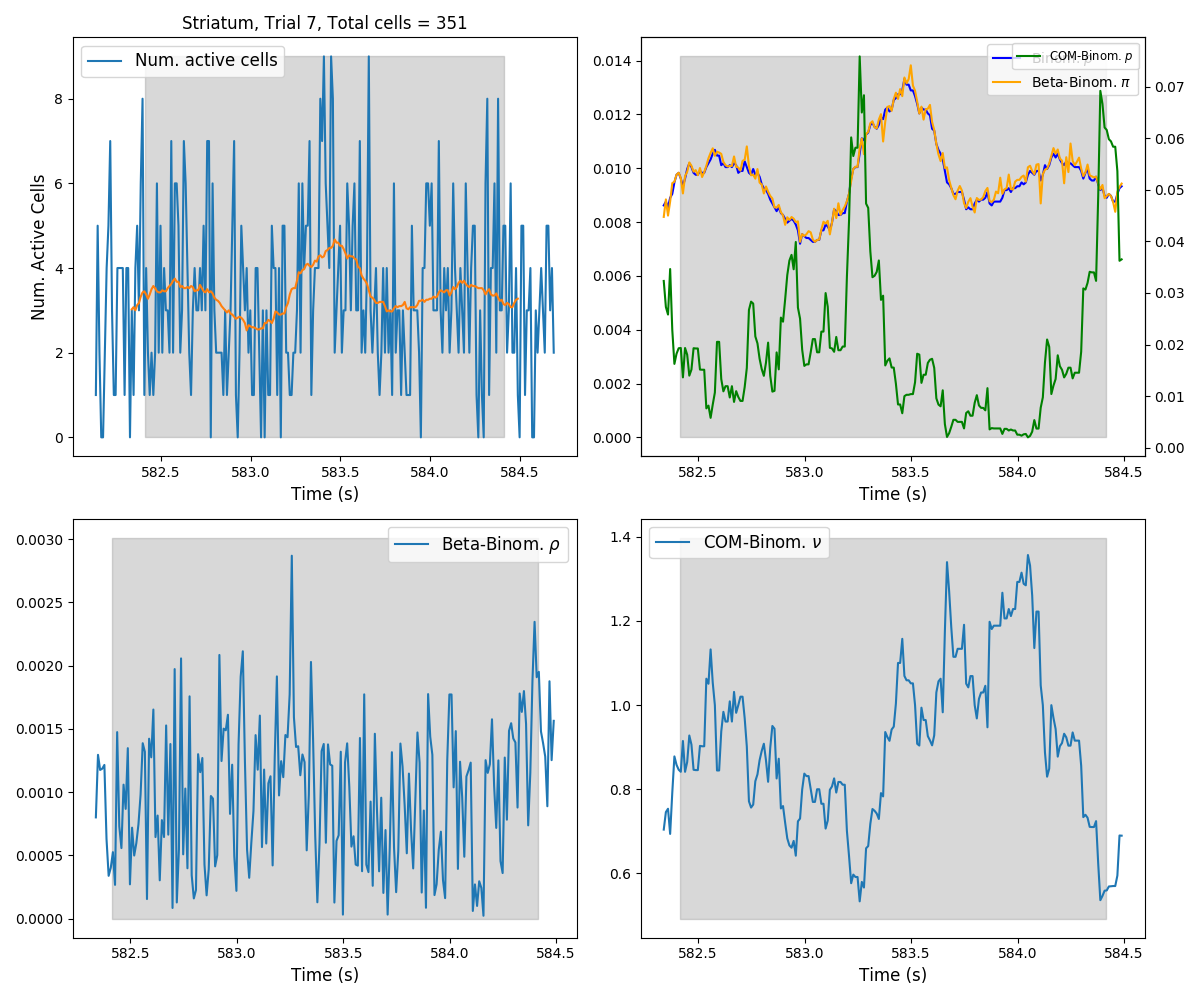 Striatum, Trial 7, Total cells = 351
Num. active cells
Num. Active Cells
8
6
4
2
0
582.5 583.0 583.5 584.0 584.5
Time (s)
COM-Binom. p
Beta-Binom. π
0.014
0.012
0.010
0.008
0.006
0.004
0.002
0.000
0.07
0.06
0.05
0.04
0.03
0.02
0.01
0.00
582.5 583.0 583.5 584.0 584.5
Time (s)
Beta-Binom. ρ
0.0030
0.0025
0.0020
0.0015
0.0010
0.0005
0.0000
582.5 583.0 583.5 584.0 584.5
Time (s)
COM-Binom. ν
1.4
1.2
1.0
0.8
0.6
582.5 583.0 583.5 584.0 584.5
Time (s)